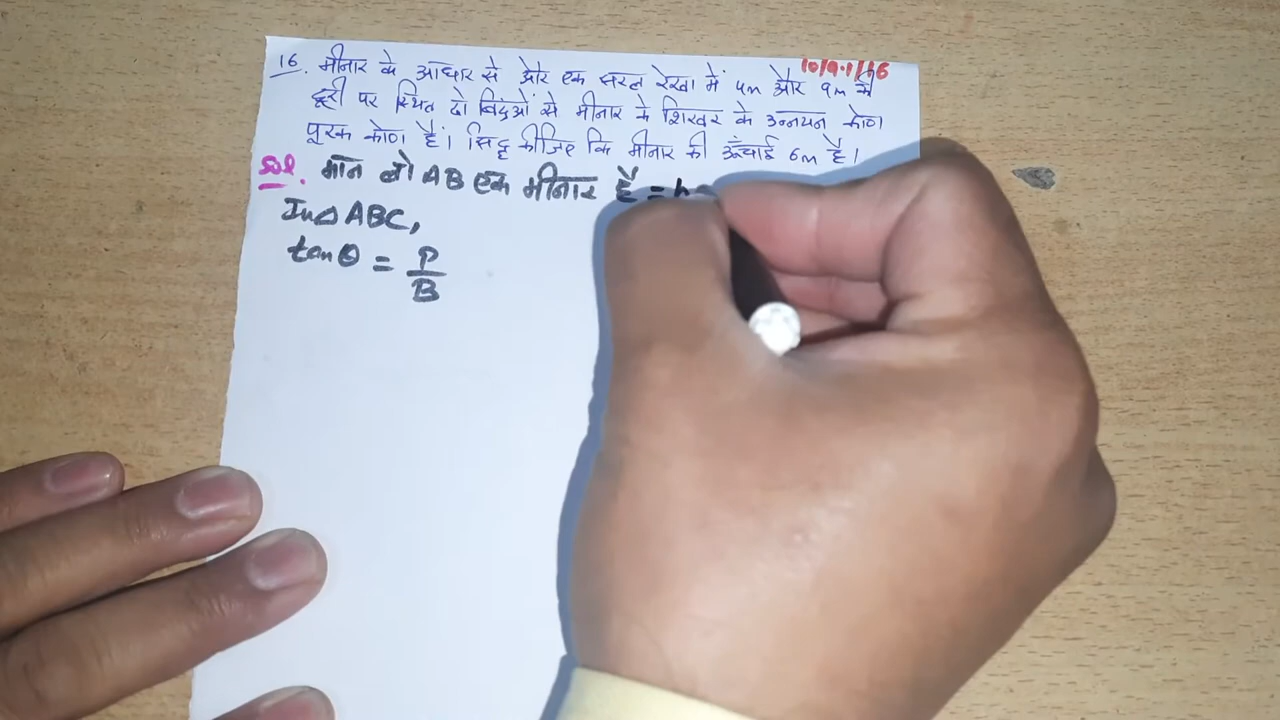 16. मीनार के आधार से और एक सरल रेखा में 4m और 9m की
10/9.1/16
दूरी पर स्थित दो बिंदुओं से मीनार के शिखर के उन्नयन कोण
पूरक कोण हैं। सिद्ध कीजिए कि मीनार की ऊँचाई 6m है।
Sol. मान लो AB एक मीनार है = h
In △ ABC,
tan θ = P
B